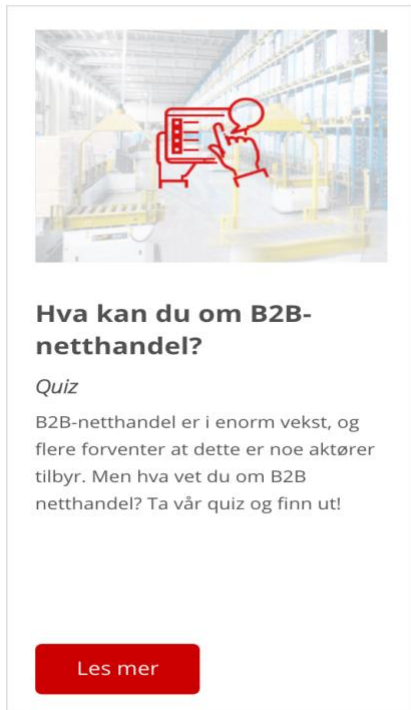 Hva kan du om B2B-
netthandel?
Quiz
B2B-netthandel er i enorm vekst, og
flere forventer at dette er noe aktører
tilbyr. Men hva vet du om B2B
netthandel? Ta vår quiz og finn ut!
Les mer